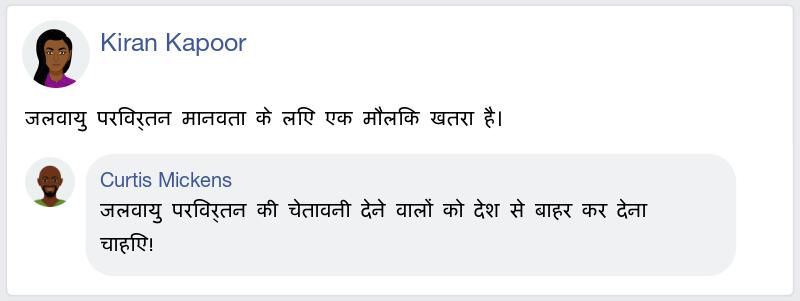 Kiran Kapoor
जलवायु परिवर्तन मानवता के लिए एक मौलिक खतरा है।
Curtis Mickens
जलवायु परिवर्तन की चेतावनी देने वालों को देश से बाहर कर देना
चाहिए!